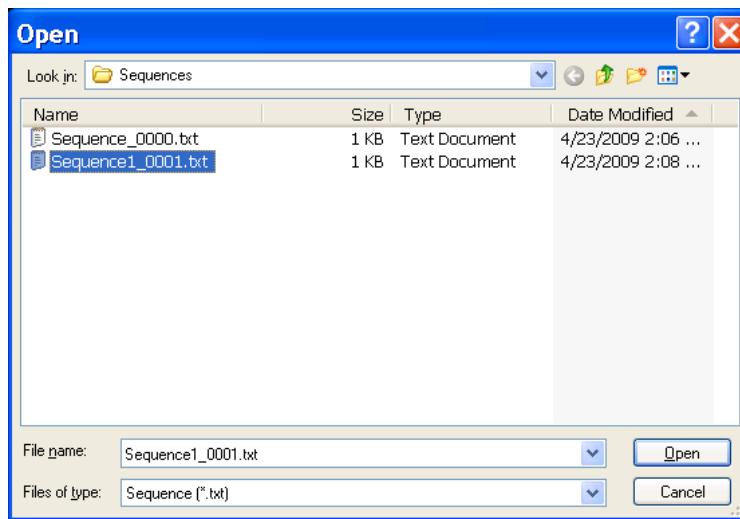 Open
Look in: Sequences
Name Size Type Date Modified
Sequence_0000.txt 1 KB Text Document 4/23/2009 2:06 ...
Sequence1_0001.txt 1 KB Text Document 4/23/2009 2:08 ...
File name: Sequence1_0001.txt Open
Files of type: Sequence (*.txt) Cancel